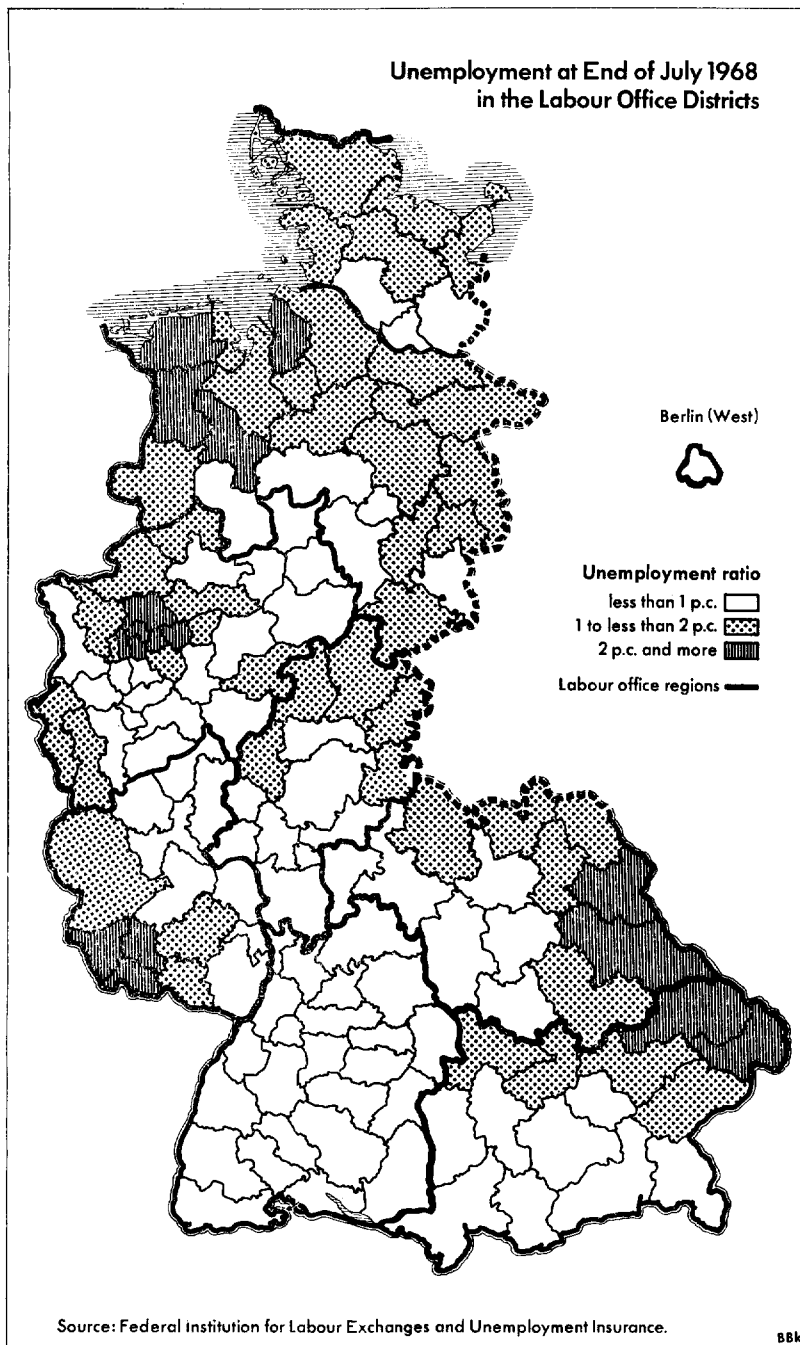 Unemployment at End of July 1968
in the Labour Office Districts
Berlin (West)
Unemployment ratio
less than 1 p.c.
1 to less than 2 p.c.
2 p.c. and more
Labour office regions
Source: Federal Institution for Labour Exchanges and Unemployment Insurance.
BBk